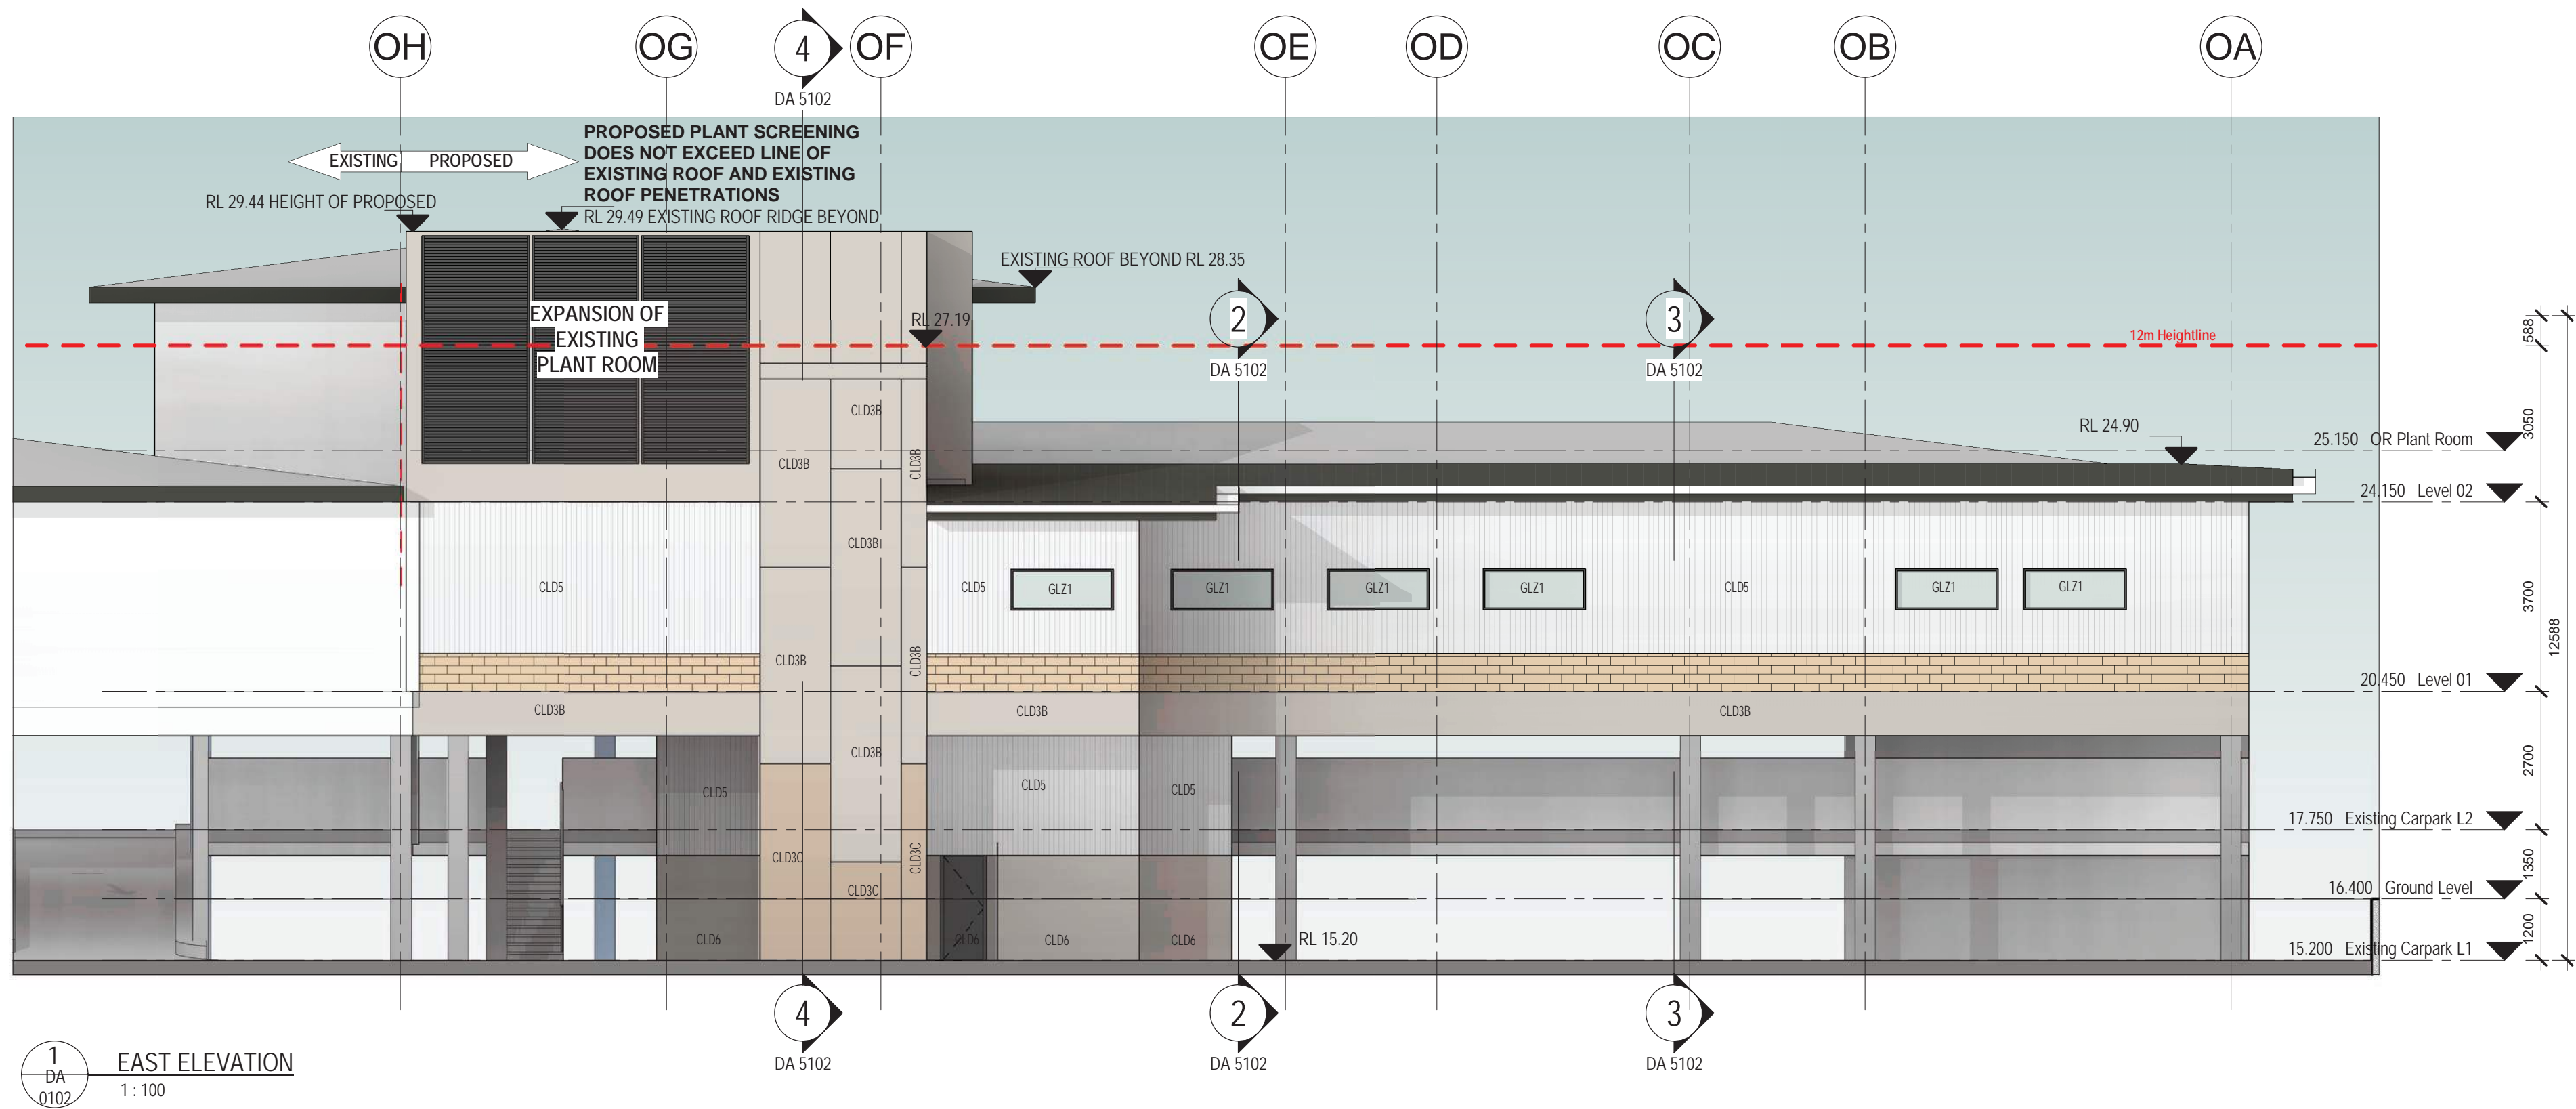 OH
OG
4
OF
OE
OD
OC
OB
OA
DA 5102
PROPOSED PLANT SCREENING
DOES NOT EXCEED LINE OF
EXISTING ROOF AND EXISTING
ROOF PENETRATIONS
EXISTING
PROPOSED
RL 29.44 HEIGHT OF PROPOSED
RL 29.49 EXISTING ROOF RIDGE BEYOND
EXISTING ROOF BEYOND RL 28.35
EXPANSION OF
EXISTING
PLANT ROOM
RL 27.19
2
DA 5102
3
DA 5102
12m Heightline
588
RL 24.90
25.150 OR Plant Room
3050
24.150 Level 02
CLD3B
CLD3B
CLD3B
CLD3B
CLD5
CLD5
GLZ1
GLZ1
GLZ1
GLZ1
CLD5
GLZ1
GLZ1
3700
12588
CLD3B
CLD3B
20.450 Level 01
CLD3B
CLD3B
CLD3B
CLD3B
2700
CLD5
CLD5
CLD5
17.750 Existing Carpark L2
CLD3C
CLD3C
CLD3C
1350
16.400 Ground Level
CLD6
CLD6
CLD6
CLD6
RL 15.20
1200
15.200 Existing Carpark L1
4
DA 5102
2
DA 5102
3
DA 5102
1
DA
0102
EAST ELEVATION
1 : 100